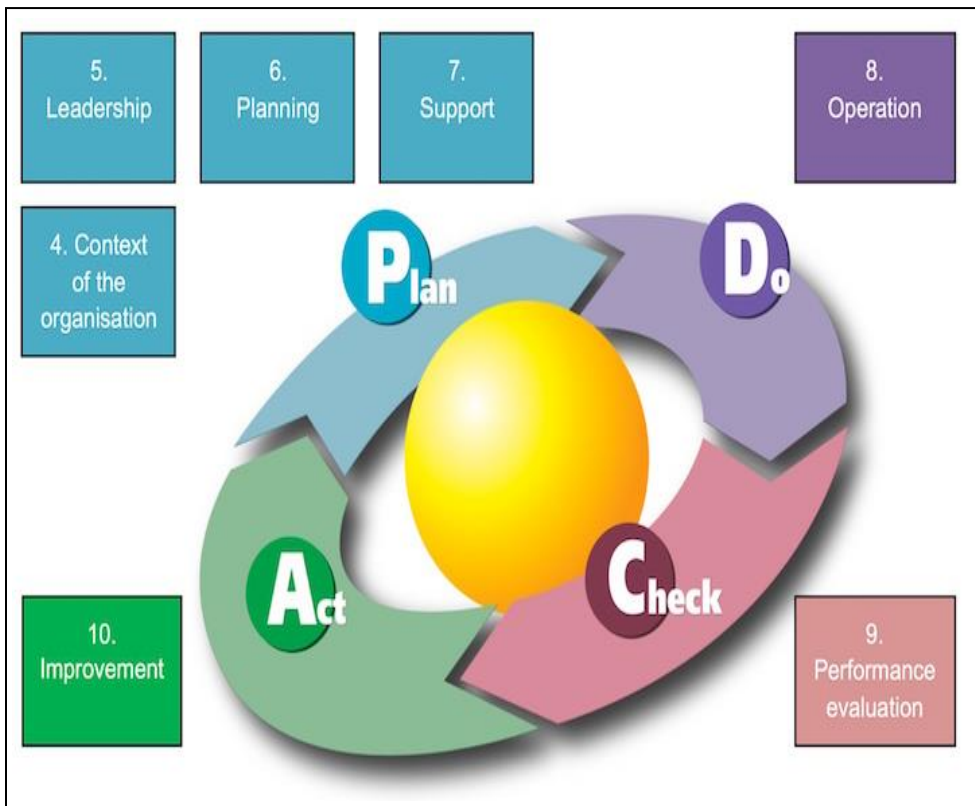 5.
Leadership
6.
Planning
7.
Support
8.
Operation
4. Context
of the
organisation
Plan
Do
Act
Check
10.
Improvement
9.
Performance
evaluation